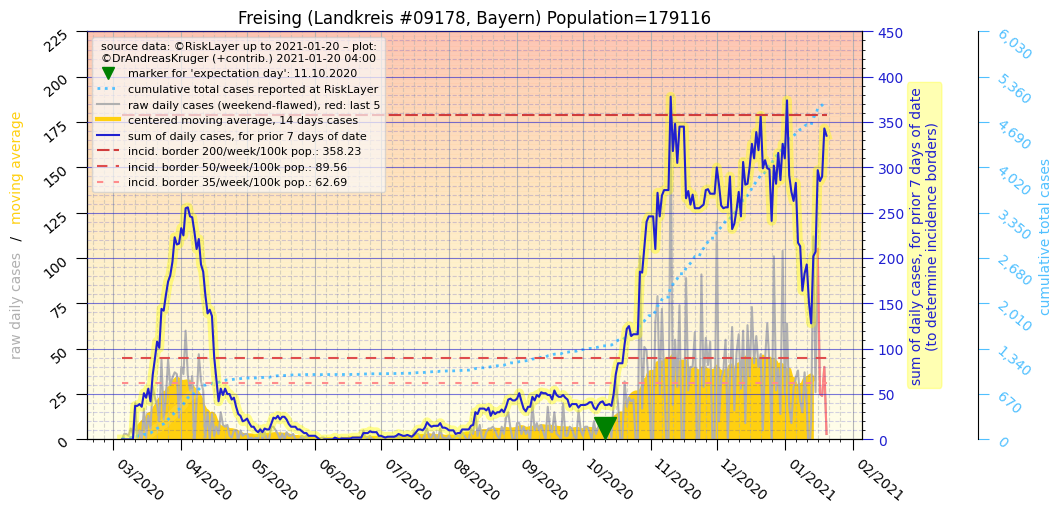 Freising (Landkreis #09178, Bayern) Population=179116
source data: ©RiskLayer up to 2021-01-20 – plot:
©DrAndreasKruger (+contrib.) 2021-01-20 04:00
marker for 'expectation day': 11.10.2020
cumulative total cases reported at RiskLayer
raw daily cases (weekend-flawed), red: last 5
centered moving average, 14 days cases
sum of daily cases, for prior 7 days of date
incid. border 200/week/100k pop.: 358.23
incid. border 50/week/100k pop.: 89.56
incid. border 35/week/100k pop.: 62.69
raw daily cases / moving average
225
200
175
150
125
100
75
50
25
0
03/2020
04/2020
05/2020
06/2020
07/2020
08/2020
09/2020
10/2020
11/2020
12/2020
01/2021
02/2021
450
400
350
300
250
200
150
100
50
0
sum of daily cases, for prior 7 days of date
(to determine incidence borders)
6,030
5,360
4,690
4,020
3,350
2,680
2,010
1,340
670
0
cumulative total cases